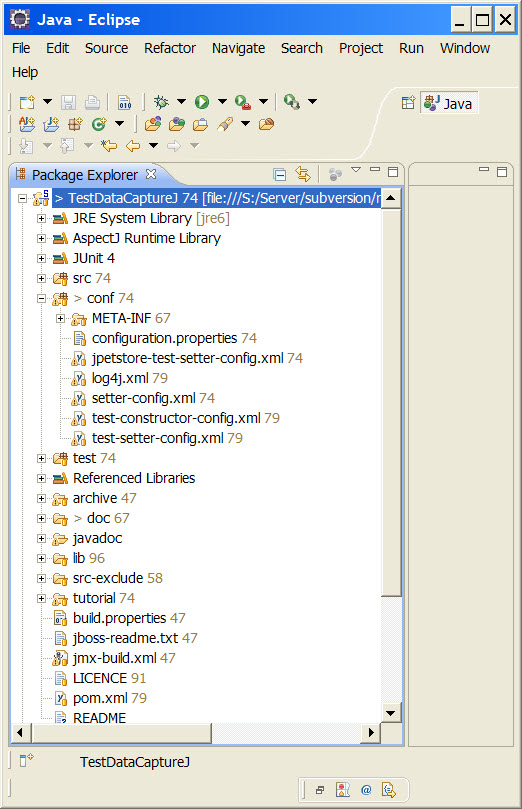 Java - Eclipse
File Edit Source Refactor Navigate Search Project Run Window
Help
010
Java
AJ J C
Package Explorer
> TestDataCaptureJ 74 [file:///S:/Server/subversion/
JRE System Library [jre6]
AspectJ Runtime Library
JUnit 4
src 74
> conf 74
META-INF 67
configuration.properties 74
jpetstore-test-setter-config.xml 74
log4j.xml 79
setter-config.xml 74
test-constructor-config.xml 79
test-setter-config.xml 79
test 74
Referenced Libraries
archive 47
> doc 67
javadoc
lib 96
src-exclude 58
tutorial 74
build.properties 47
jboss-readme.txt 47
jmx-build.xml 47
LICENCE 91
pom.xml 79
README
TestDataCaptureJ
@